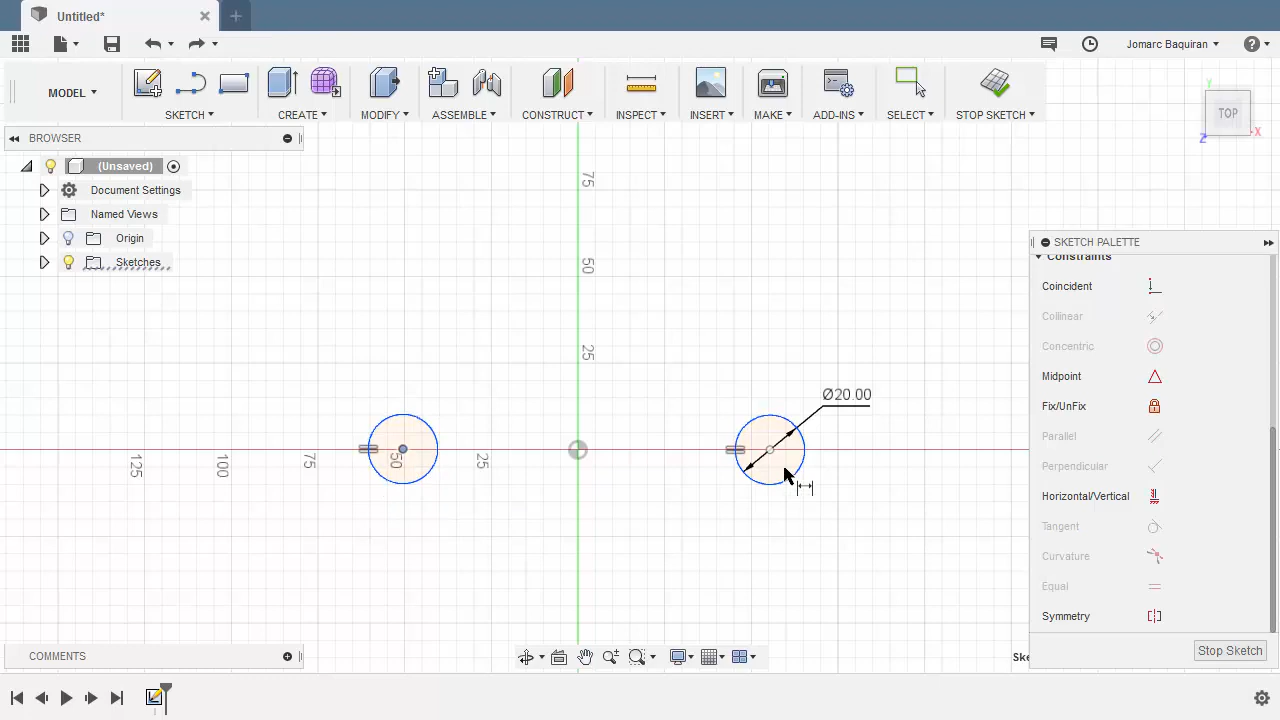 Untitled*
Jomarc Baquiran
MODEL
SKETCH
CREATE
MODIFY
ASSEMBLE
CONSTRUCT
INSPECT
INSERT
MAKE
ADD-INS
SELECT
STOP SKETCH
TOP
Y
X
Z
BROWSER
(Unsaved)
Document Settings
Named Views
Origin
Sketches
75
50
25
125
100
75
50
25
Ø20.00
SKETCH PALETTE
Constraints
Coincident
Collinear
Concentric
Midpoint
Fix/UnFix
Parallel
Perpendicular
Horizontal/Vertical
Tangent
Curvature
Equal
Symmetry
Stop Sketch
COMMENTS
Ske